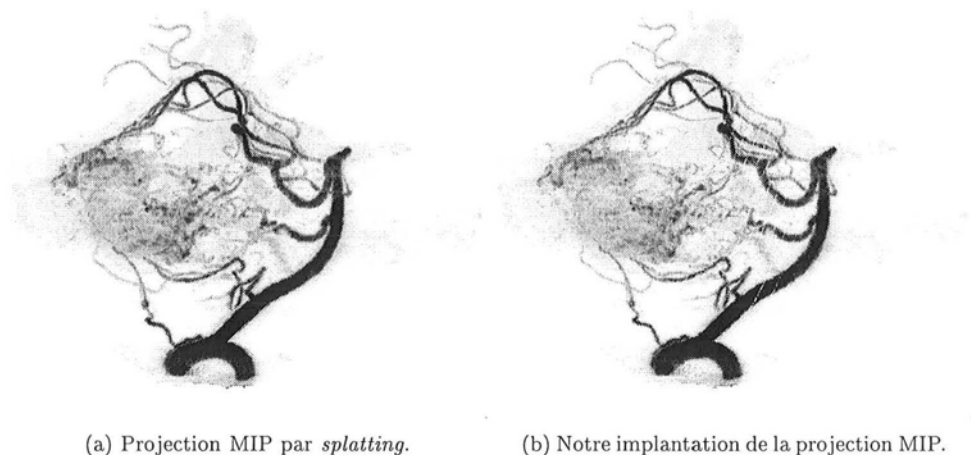 (a) Projection MIP par splatting.
(b) Notre implantation de la projection MIP.